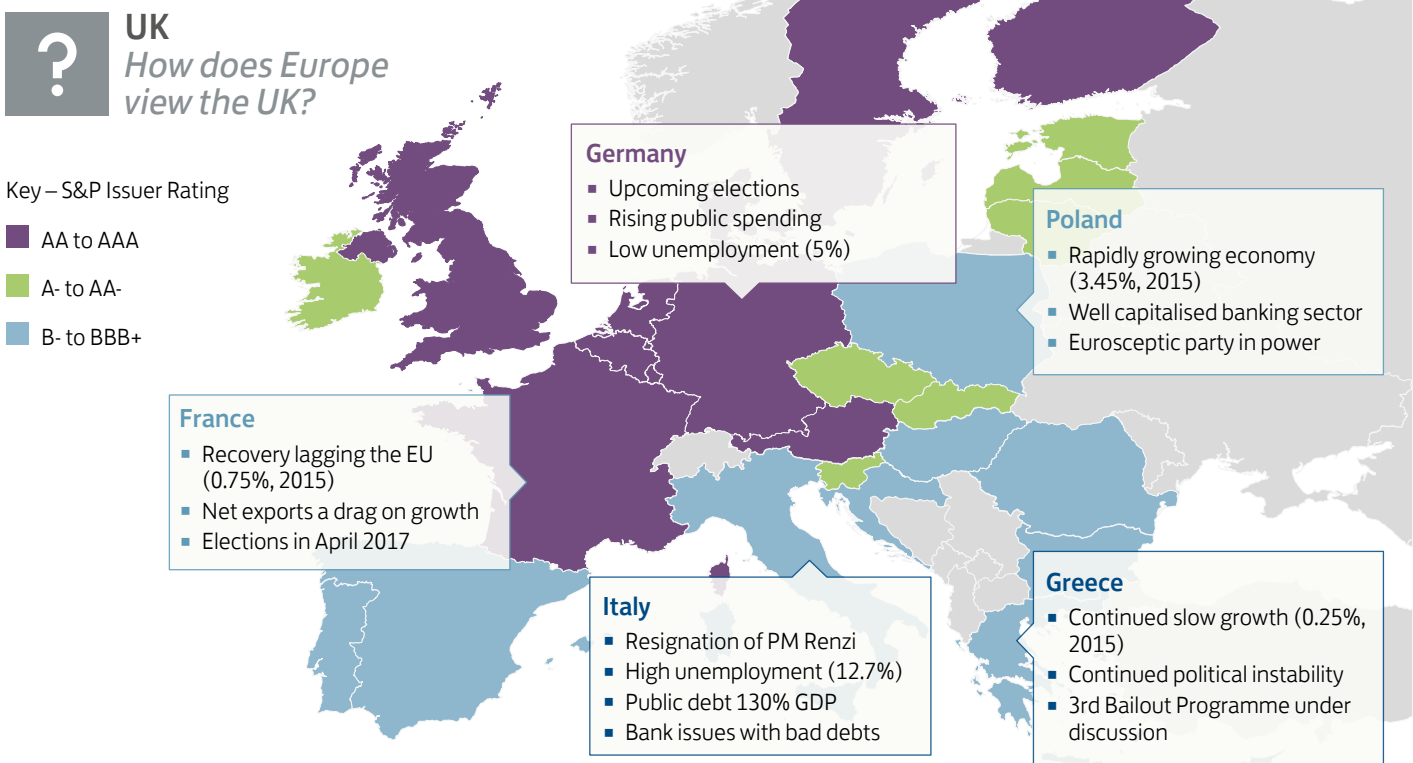 ?
UK
How does Europe
view the UK?
Key – S&P Issuer Rating
AA to AAA
A- to AA-
B- to BBB+
Germany
▪ Upcoming elections
▪ Rising public spending
▪ Low unemployment (5%)
Poland
▪ Rapidly growing economy
(3.45%, 2015)
▪ Well capitalised banking sector
▪ Eurosceptic party in power
France
▪ Recovery lagging the EU
(0.75%, 2015)
▪ Net exports a drag on growth
▪ Elections in April 2017
Italy
▪ Resignation of PM Renzi
▪ High unemployment (12.7%)
▪ Public debt 130% GDP
▪ Bank issues with bad debts
Greece
▪ Continued slow growth (0.25%,
2015)
▪ Continued political instability
▪ 3rd Bailout Programme under
discussion